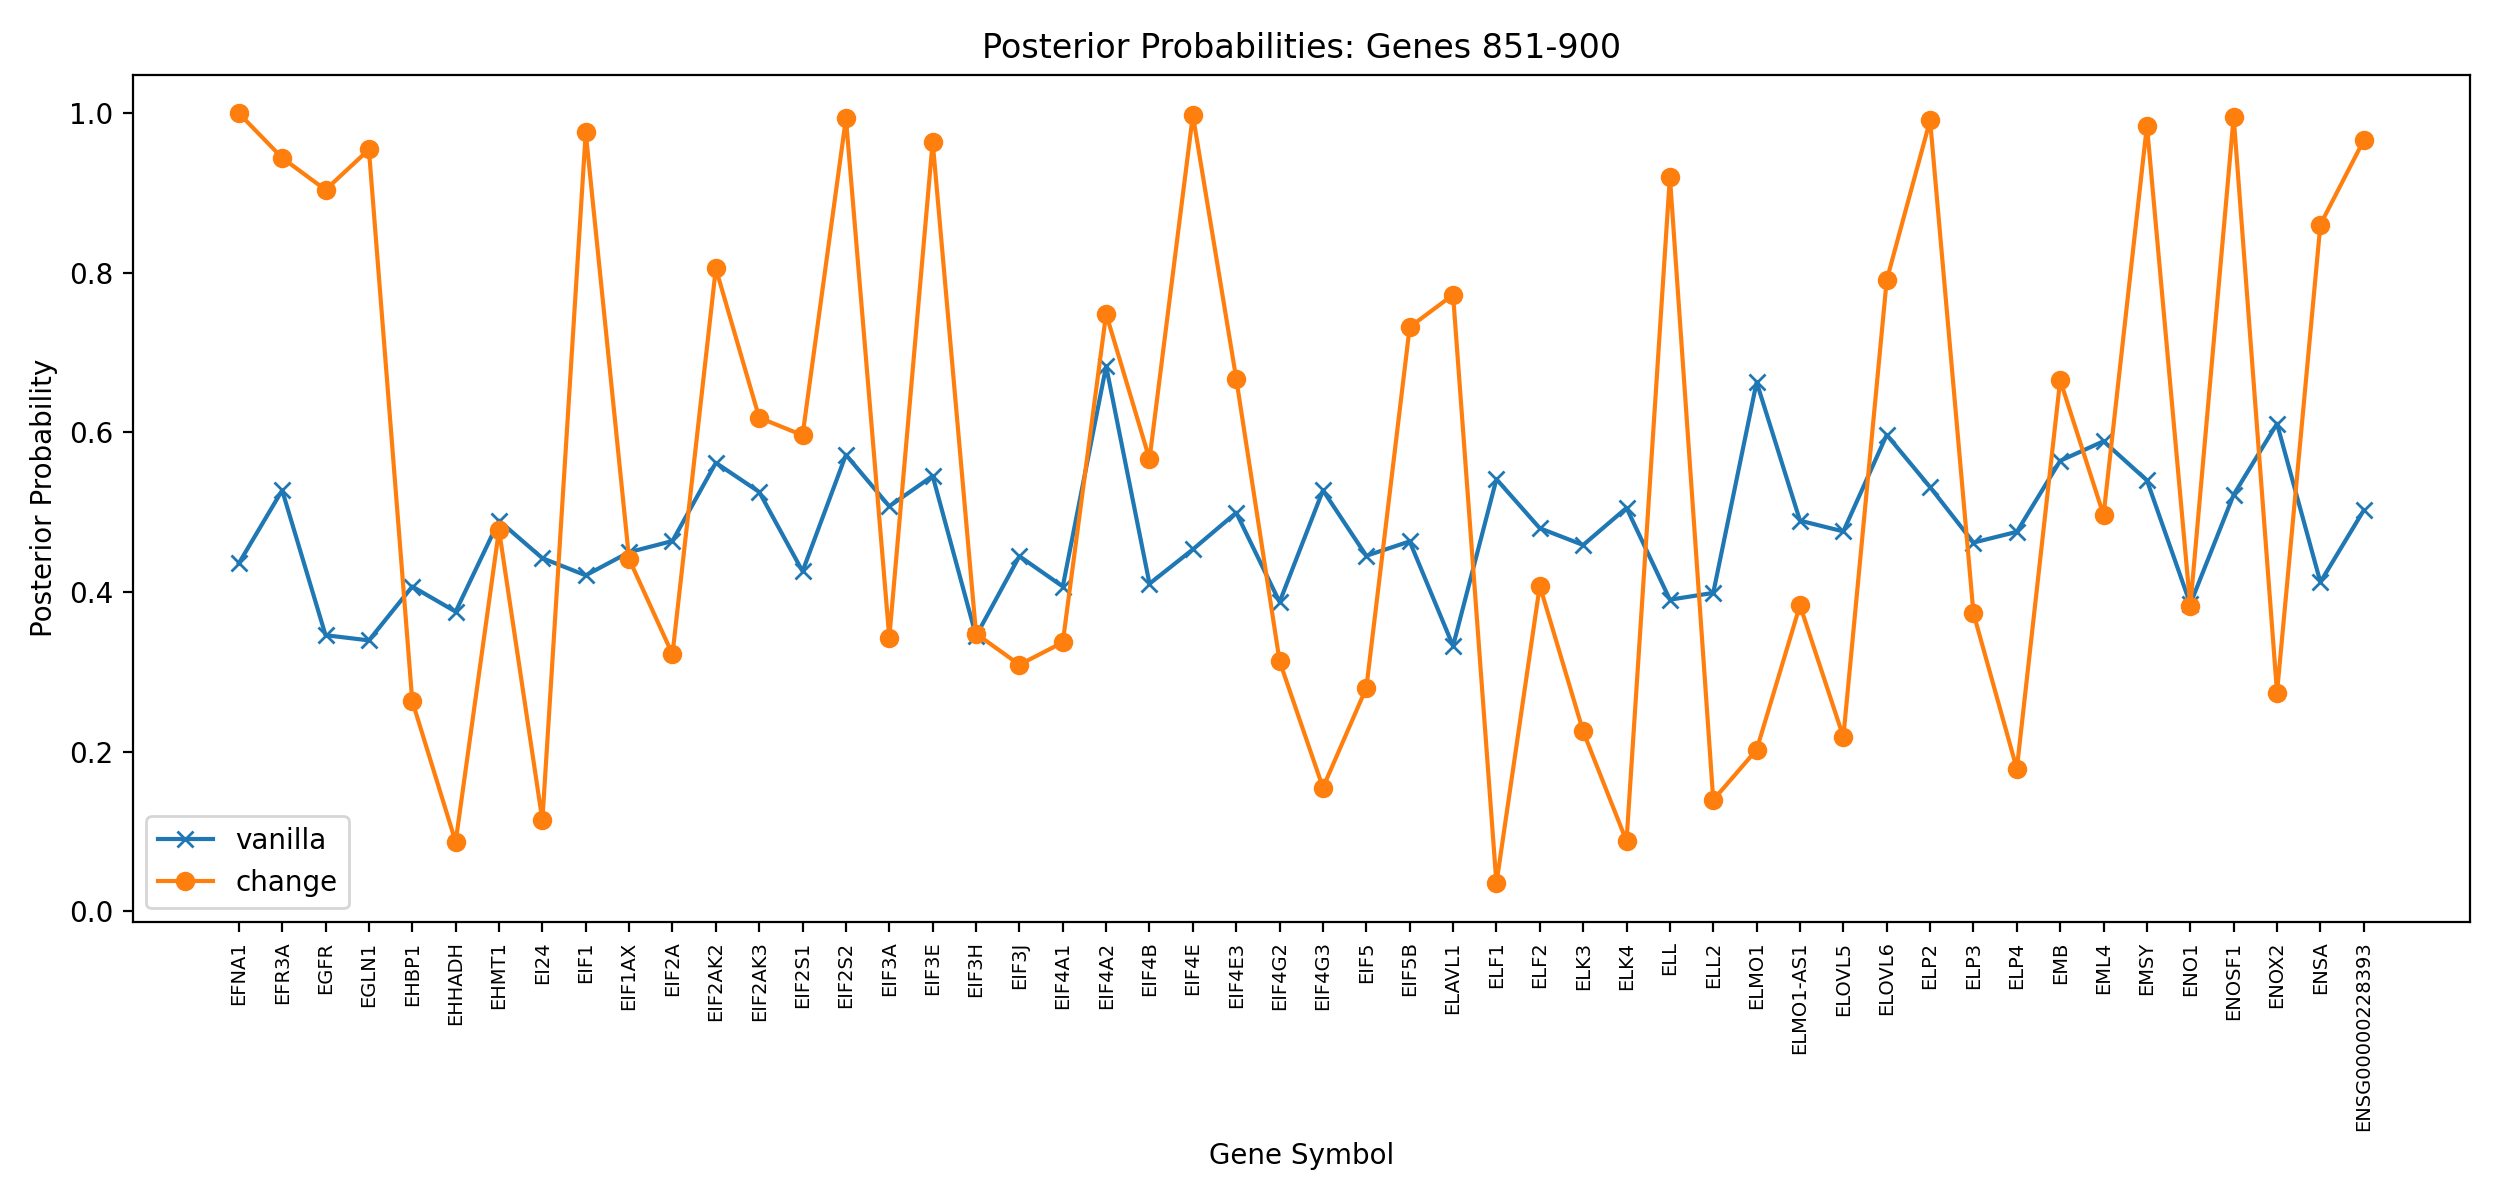 Posterior Probabilities: Genes 851-900
Posterior Probability
1.0
0.8
0.6
0.4
0.2
0.0
vanilla
change
EFNA1
EFR3A
EGFR
EGLN1
EHBP1
EHHADH
EHMT1
EI24
EIF1
EIF1AX
EIF2A
EIF2AK2
EIF2AK3
EIF2S1
EIF2S2
EIF3A
EIF3E
EIF3H
EIF3J
EIF4A1
EIF4A2
EIF4B
EIF4E
EIF4E3
EIF4G2
EIF4G3
EIF5
EIF5B
ELAVL1
ELF1
ELF2
ELK3
ELK4
ELL
ELL2
ELMO1
ELMO1-AS1
ELOVL5
ELOVL6
ELP2
ELP3
ELP4
EMB
EML4
EMSY
ENO1
ENOSF1
ENOX2
ENSA
ENSG00000228393
Gene Symbol